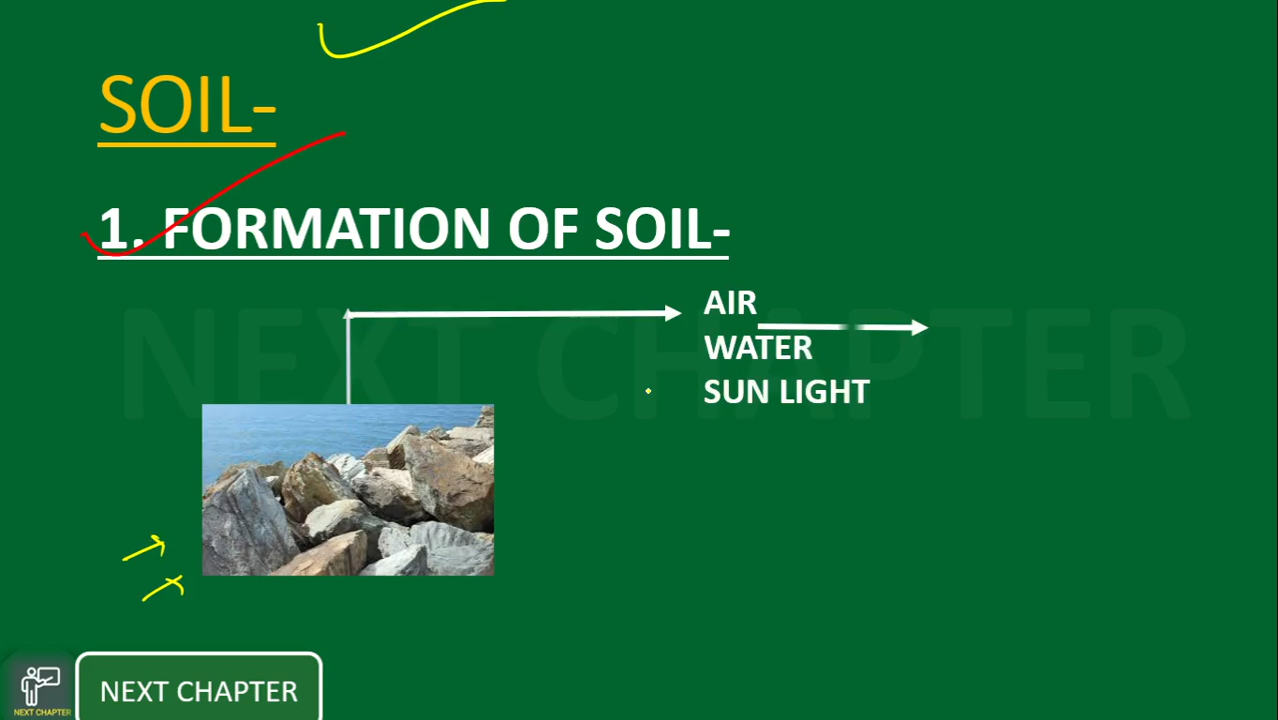 SOIL-
1. FORMATION OF SOIL-
AIR
WATER
SUN LIGHT
NEXT CHAPTER
NEXT CHAPTER
NEXT CHAPTER